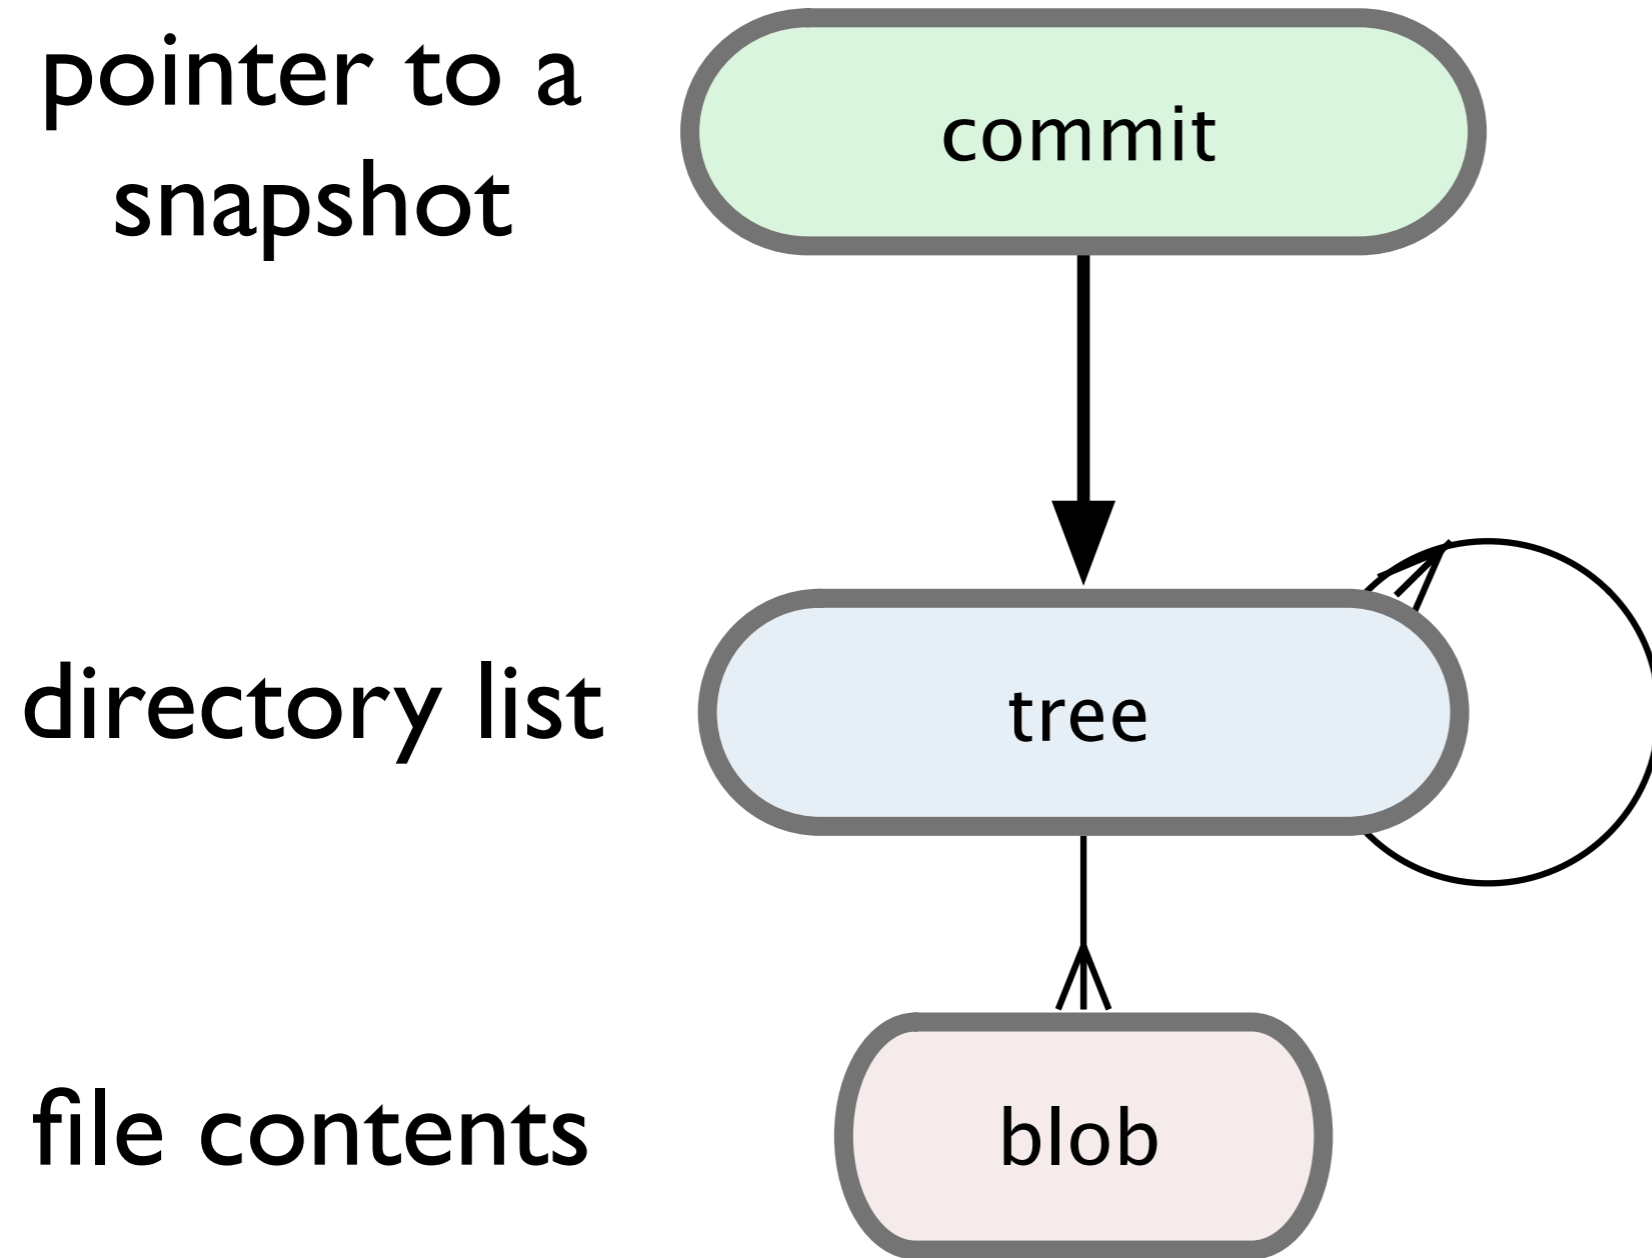 pointer to a
snapshot
commit
directory list
tree
file contents
blob